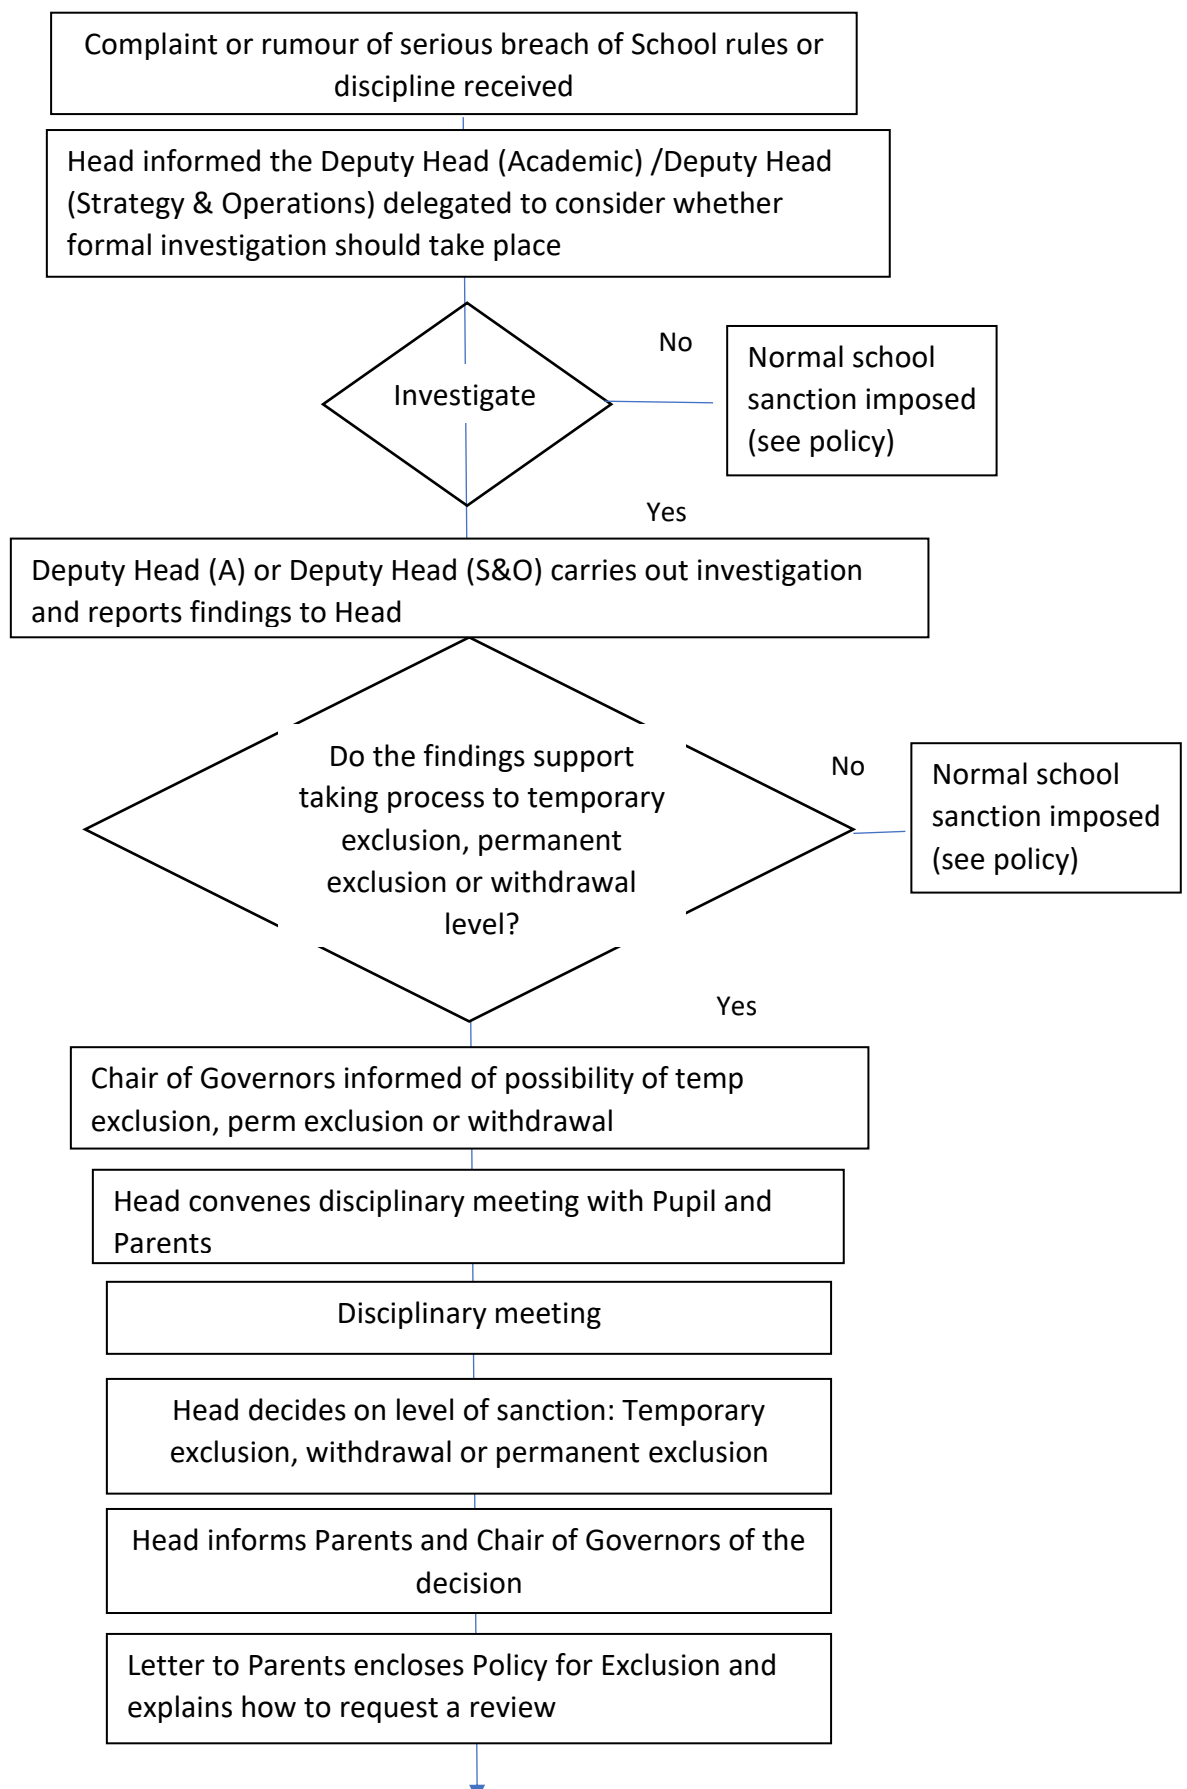 Complaint or rumour of serious breach of School rules or
discipline received
Head informed the Deputy Head (Academic) /Deputy Head
(Strategy & Operations) delegated to consider whether
formal investigation should take place
Investigate
No
Normal school
sanction imposed
(see policy)
Yes
Deputy Head (A) or Deputy Head (S&O) carries out investigation
and reports findings to Head
Do the findings support
taking process to temporary
exclusion, permanent
exclusion or withdrawal
level?
No
Normal school
sanction imposed
(see policy)
Yes
Chair of Governors informed of possibility of temp
exclusion, perm exclusion or withdrawal
Head convenes disciplinary meeting with Pupil and
Parents
Disciplinary meeting
Head decides on level of sanction: Temporary
exclusion, withdrawal or permanent exclusion
Head informs Parents and Chair of Governors of the
decision
Letter to Parents encloses Policy for Exclusion and
explains how to request a review